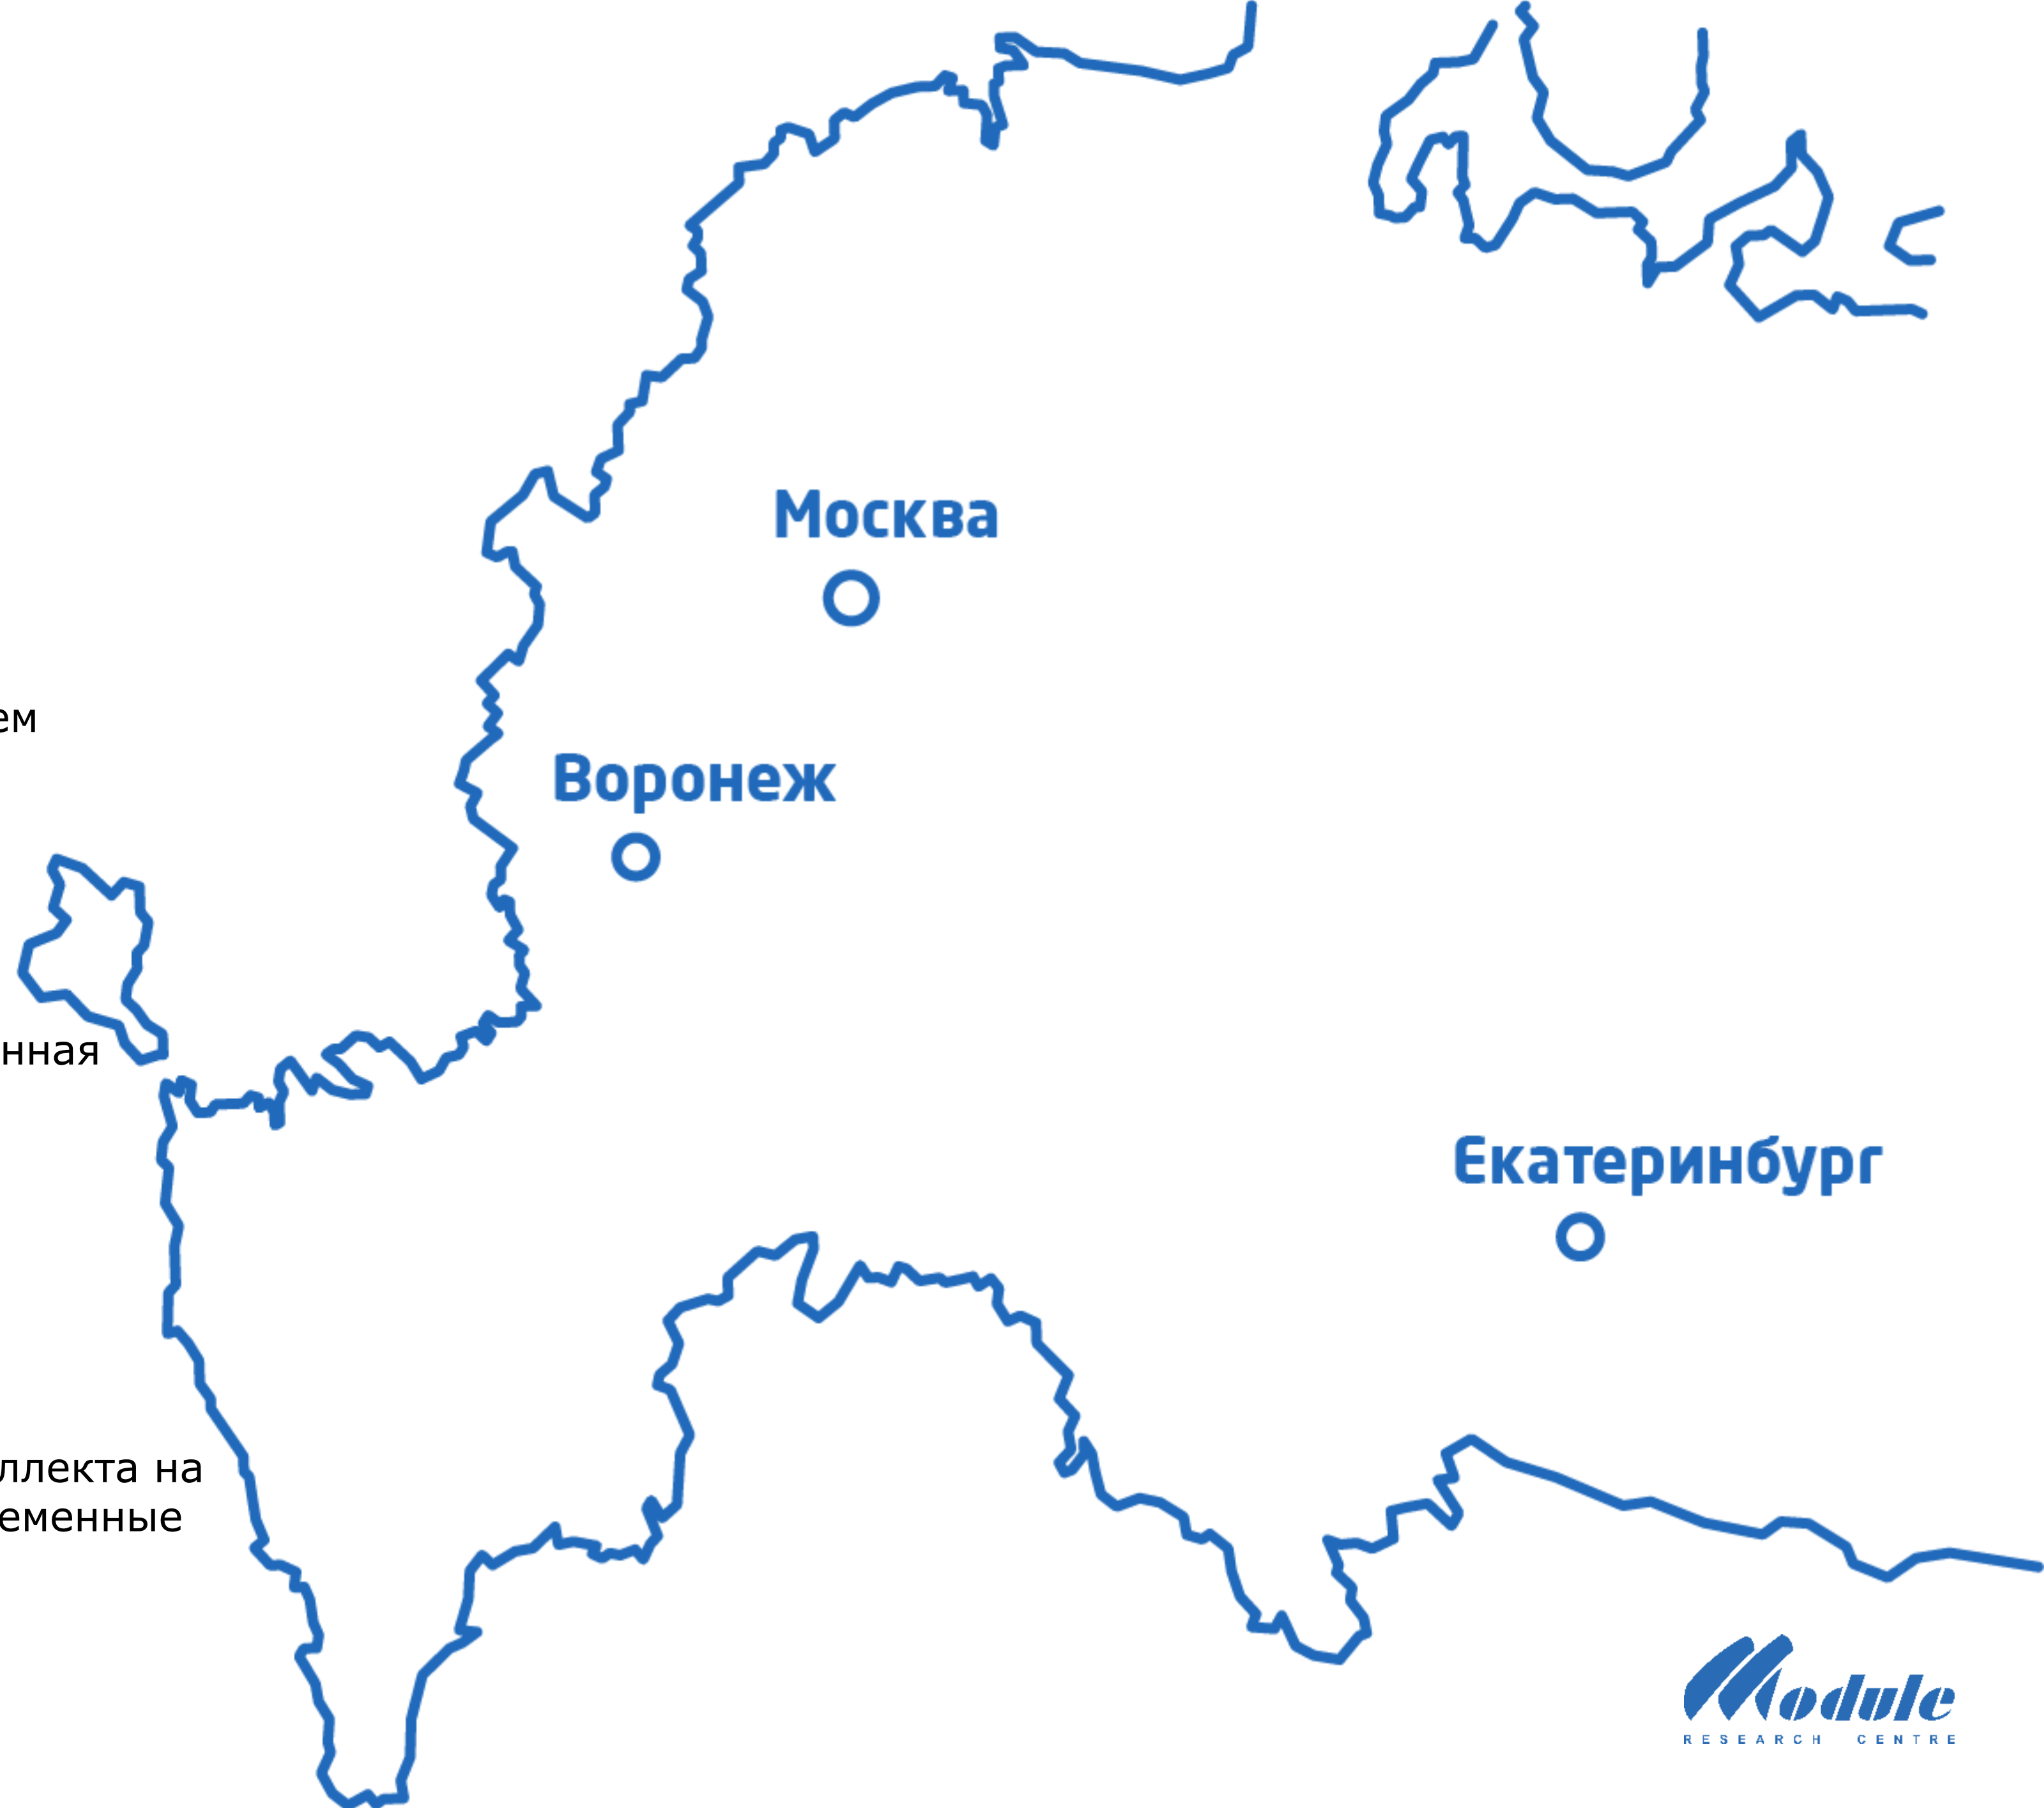 Москва
ем
Воронеж
нная
Екатеринбург
ллекта на
еменные
Module
RESEARCH CENTRE